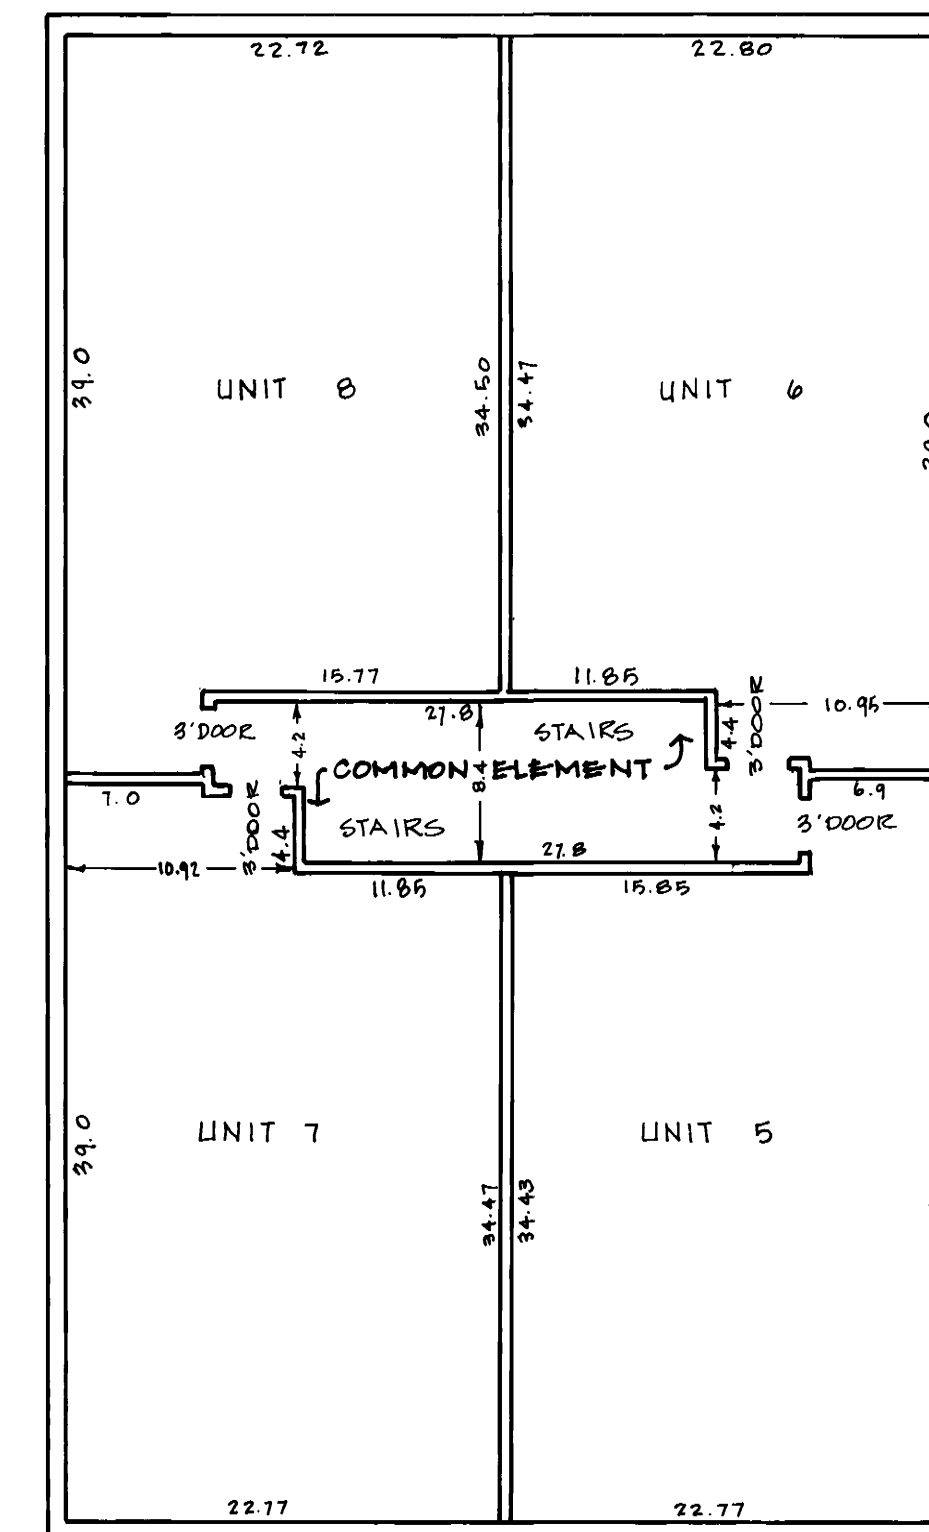 22.72
22.80
39.0
UNIT 8
34.50
34.47
UNIT 6
15.77
11.85
27.8
3'DOOR
4.2
STAIRS
4.4
3'DOOR
10.95
COMMON ELEMENT
8.4
7.0
6.9
3'DOOR
4.4
STAIRS
4.2
3'DOOR
10.92
27.8
11.85
15.85
39.0
UNIT 7
UNIT 5
34.47
34.43
22.77
22.77